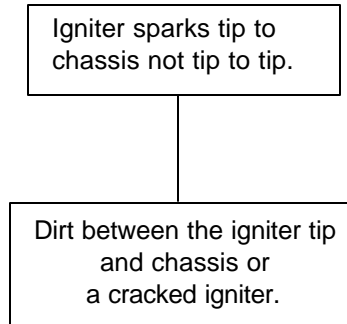 Igniter sparks tip to
chassis not tip to tip.
Dirt between the igniter tip
and chassis or
a cracked igniter.